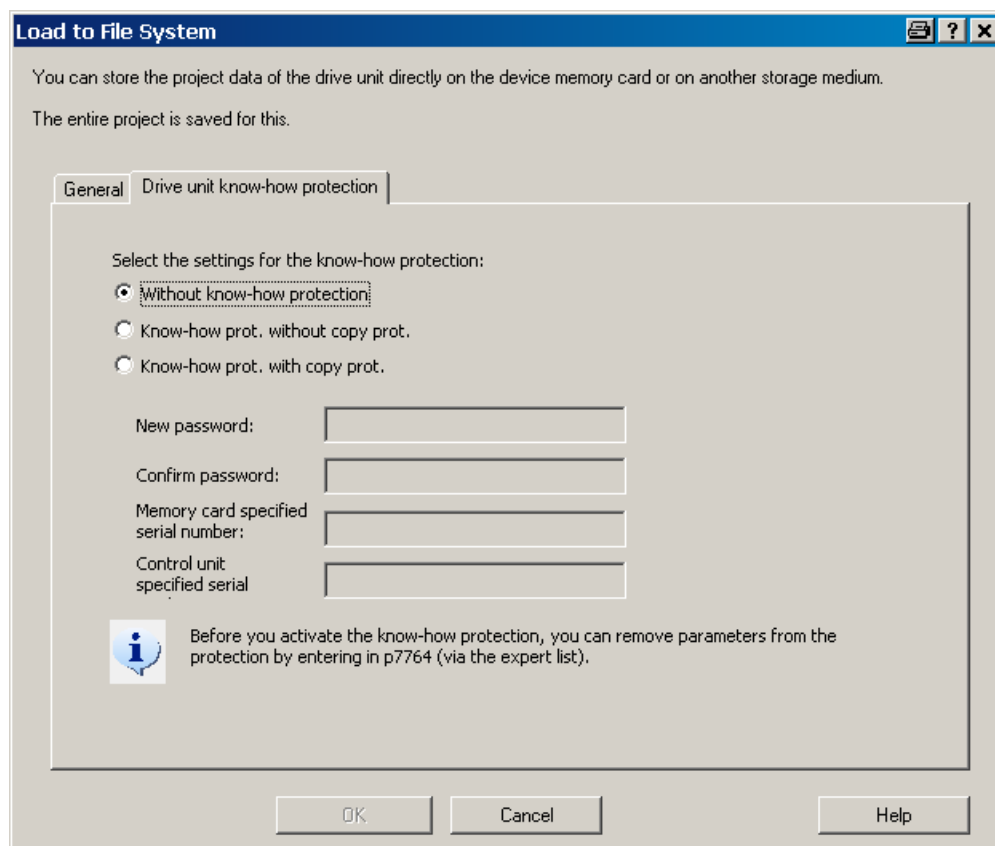 Load to File System
You can store the project data of the drive unit directly on the device memory card or on another storage medium.
The entire project is saved for this.
General
Drive unit know-how protection
Select the settings for the know-how protection:
Without know-how protection
Know-how prot. without copy prot.
Know-how prot. with copy prot.
New password:
Confirm password:
Memory card specified
serial number:
Control unit
specified serial
Before you activate the know-how protection, you can remove parameters from the
protection by entering in p7764 (via the expert list).
OK
Cancel
Help